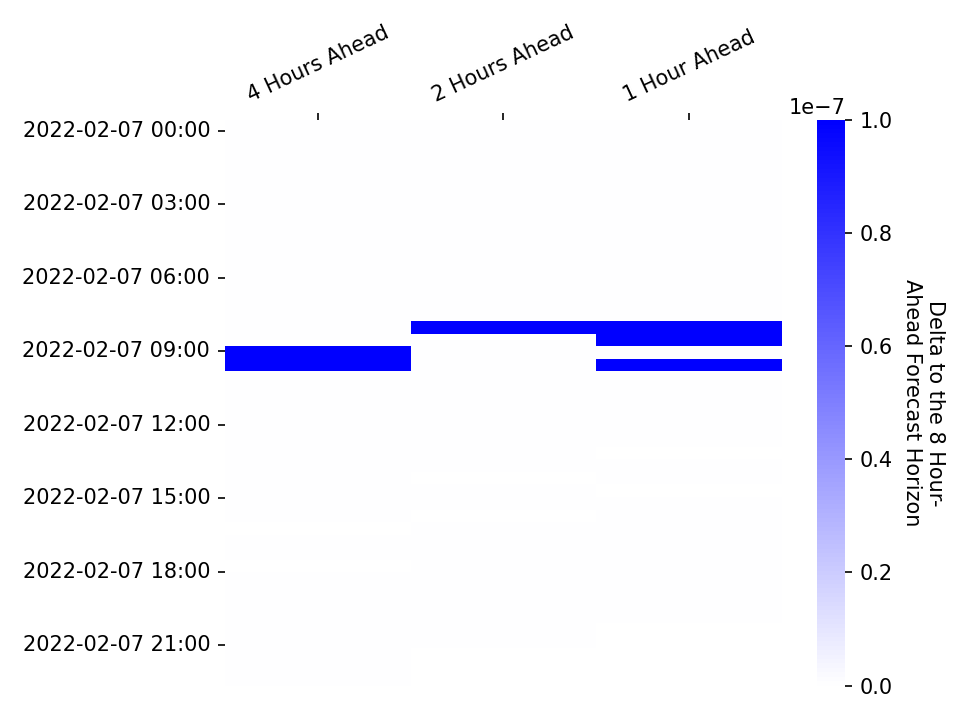 4 Hours Ahead
2 Hours Ahead
1 Hour Ahead
2022-02-07 00:00
2022-02-07 03:00
2022-02-07 06:00
2022-02-07 09:00
2022-02-07 12:00
2022-02-07 15:00
2022-02-07 18:00
2022-02-07 21:00
1e−7
1.0
0.8
0.6
0.4
0.2
0.0
Delta to the 8 Hour-
Ahead Forecast Horizon